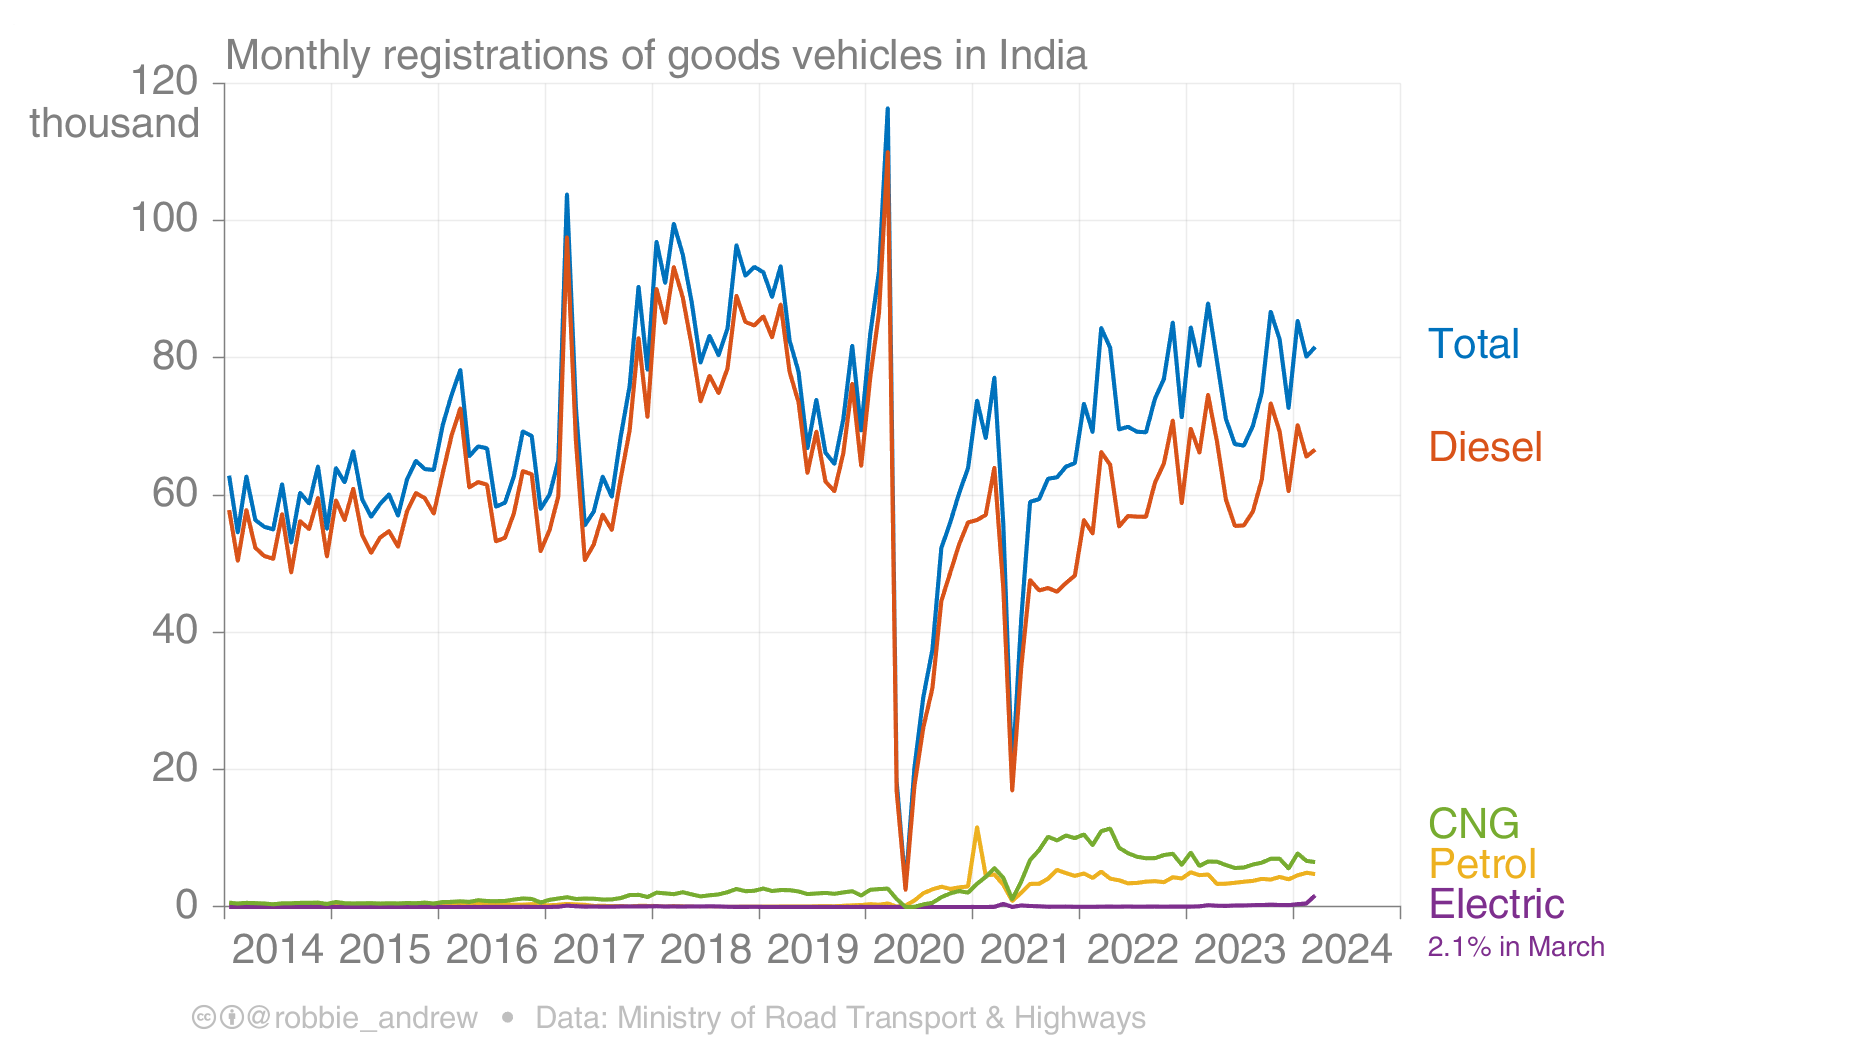 Monthly registrations of goods vehicles in India
120
thousand
100
80
60
40
20
0
2014 2015 2016 2017 2018 2019 2020 2021 2022 2023 2024
Total
Diesel
CNG
Petrol
Electric
2.1% in March
cc @robbie_andrew • Data: Ministry of Road Transport & Highways